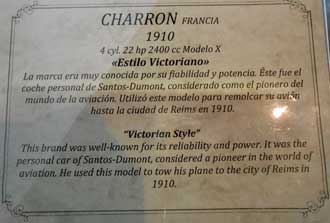 CHARRON FRANCIA
1910
4 cyl. 22 hp 2400 cc Modelo X
«Estilo Victoriano»
La marca era muy conocida por su fiabilidad y potencia. Éste fue el
coche personal de Santos-Dumont, considerado como el pionero del
mundo de la aviación. Utilizó este modelo para remolcar su avión
hasta la ciudad de Reims en 1910.
"Victorian Style"
This brand was well-known for its reliability and power. It was the
personal car of Santos-Dumont, considered a pioneer in the world of
aviation. He used this model to tow his plane to the city of Reims in
1910.